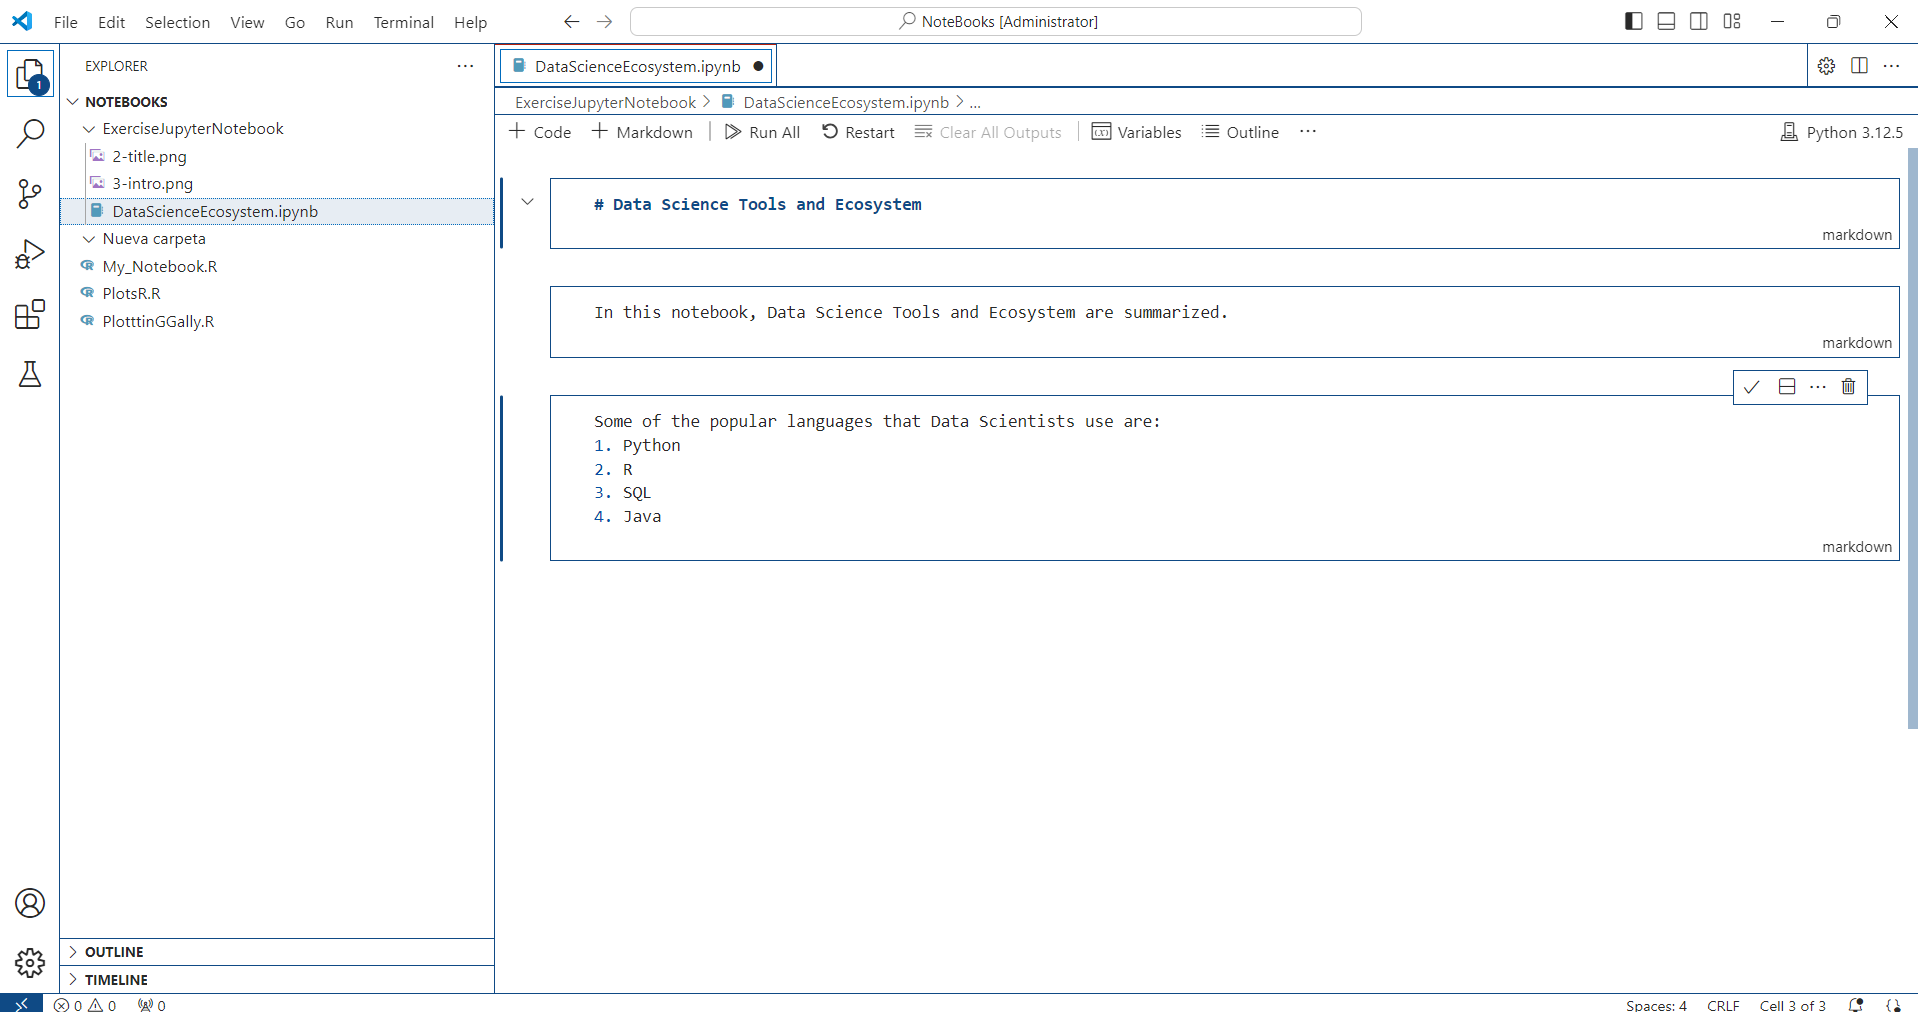 File Edit Selection View Go Run Terminal Help
NoteBooks [Administrator]
EXPLORER
1
NOTEBOOKS
ExerciseJupyterNotebook
2-title.png
3-intro.png
DataScienceEcosystem.ipynb
Nueva carpeta
My_Notebook.R
PlotsR.R
PlotttinGGally.R
OUTLINE
TIMELINE
DataScienceEcosystem.ipynb
ExerciseJupyterNotebook > DataScienceEcosystem.ipynb > ...
+ Code + Markdown Run All Restart Clear All Outputs Variables Outline ...
Python 3.12.5
# Data Science Tools and Ecosystem
markdown
In this notebook, Data Science Tools and Ecosystem are summarized.
markdown
Some of the popular languages that Data Scientists use are:
1. Python
2. R
3. SQL
4. Java
markdown
0 0 0
Spaces: 4 CRLF Cell 3 of 3